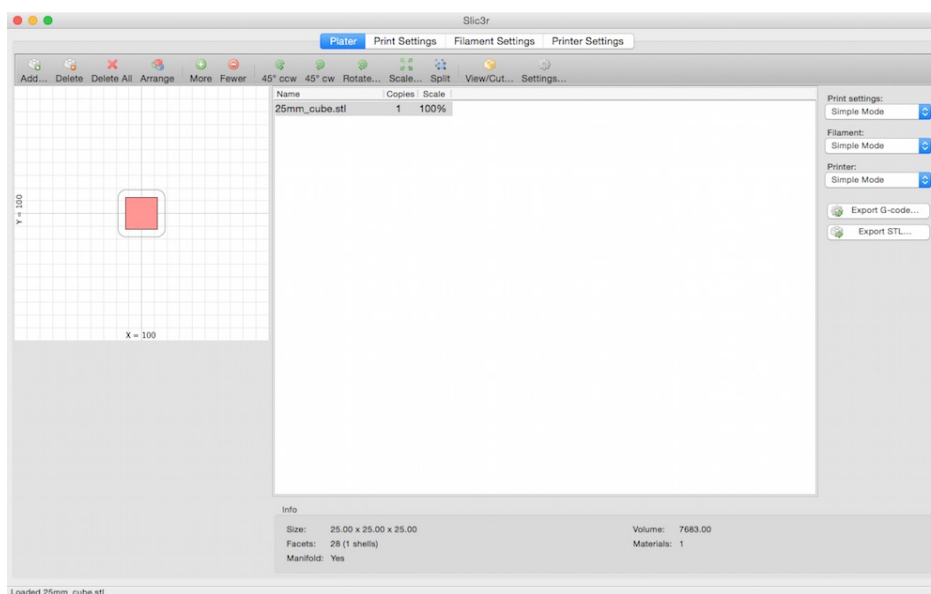 Slic3r
Plater Print Settings Filament Settings Printer Settings
Add... Delete Delete All Arrange More Fewer 45° ccw 45° cw Rotate... Scale... Split View/Cut... Settings...
Name Copies Scale
25mm_cube.stl 1 100%
Y = 100
X = 100
Print settings:
Simple Mode
Filament:
Simple Mode
Printer:
Simple Mode
Export G-code...
Export STL...
Info
Size: 25.00 x 25.00 x 25.00 Volume: 7683.00
Facets: 28 (1 shells) Materials: 1
Manifold: Yes
Loaded 25mm_cube.stl